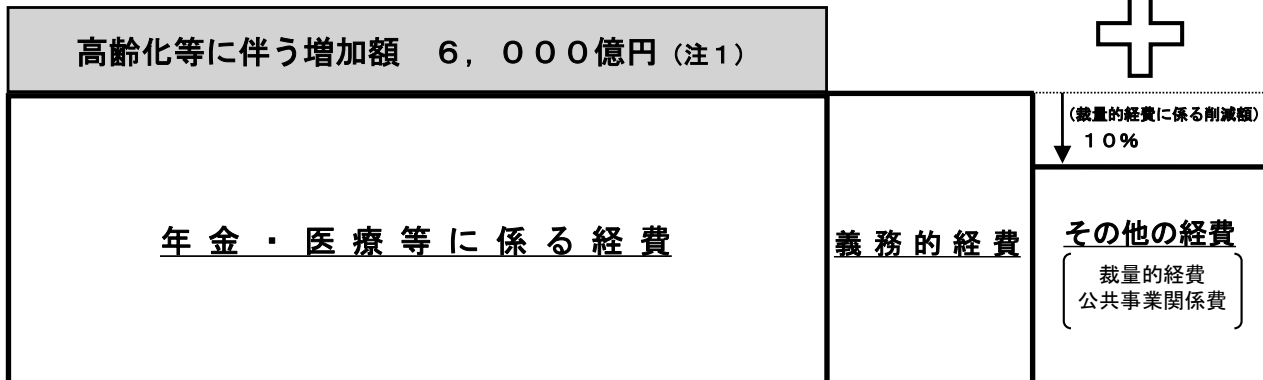 高齢化等に伴う増加額　６，０００億円（注１）
（裁量的経費に係る削減額）
１０％
年金・医療等に係る経費
義務的経費
その他の経費
裁量的経費
公共事業関係費